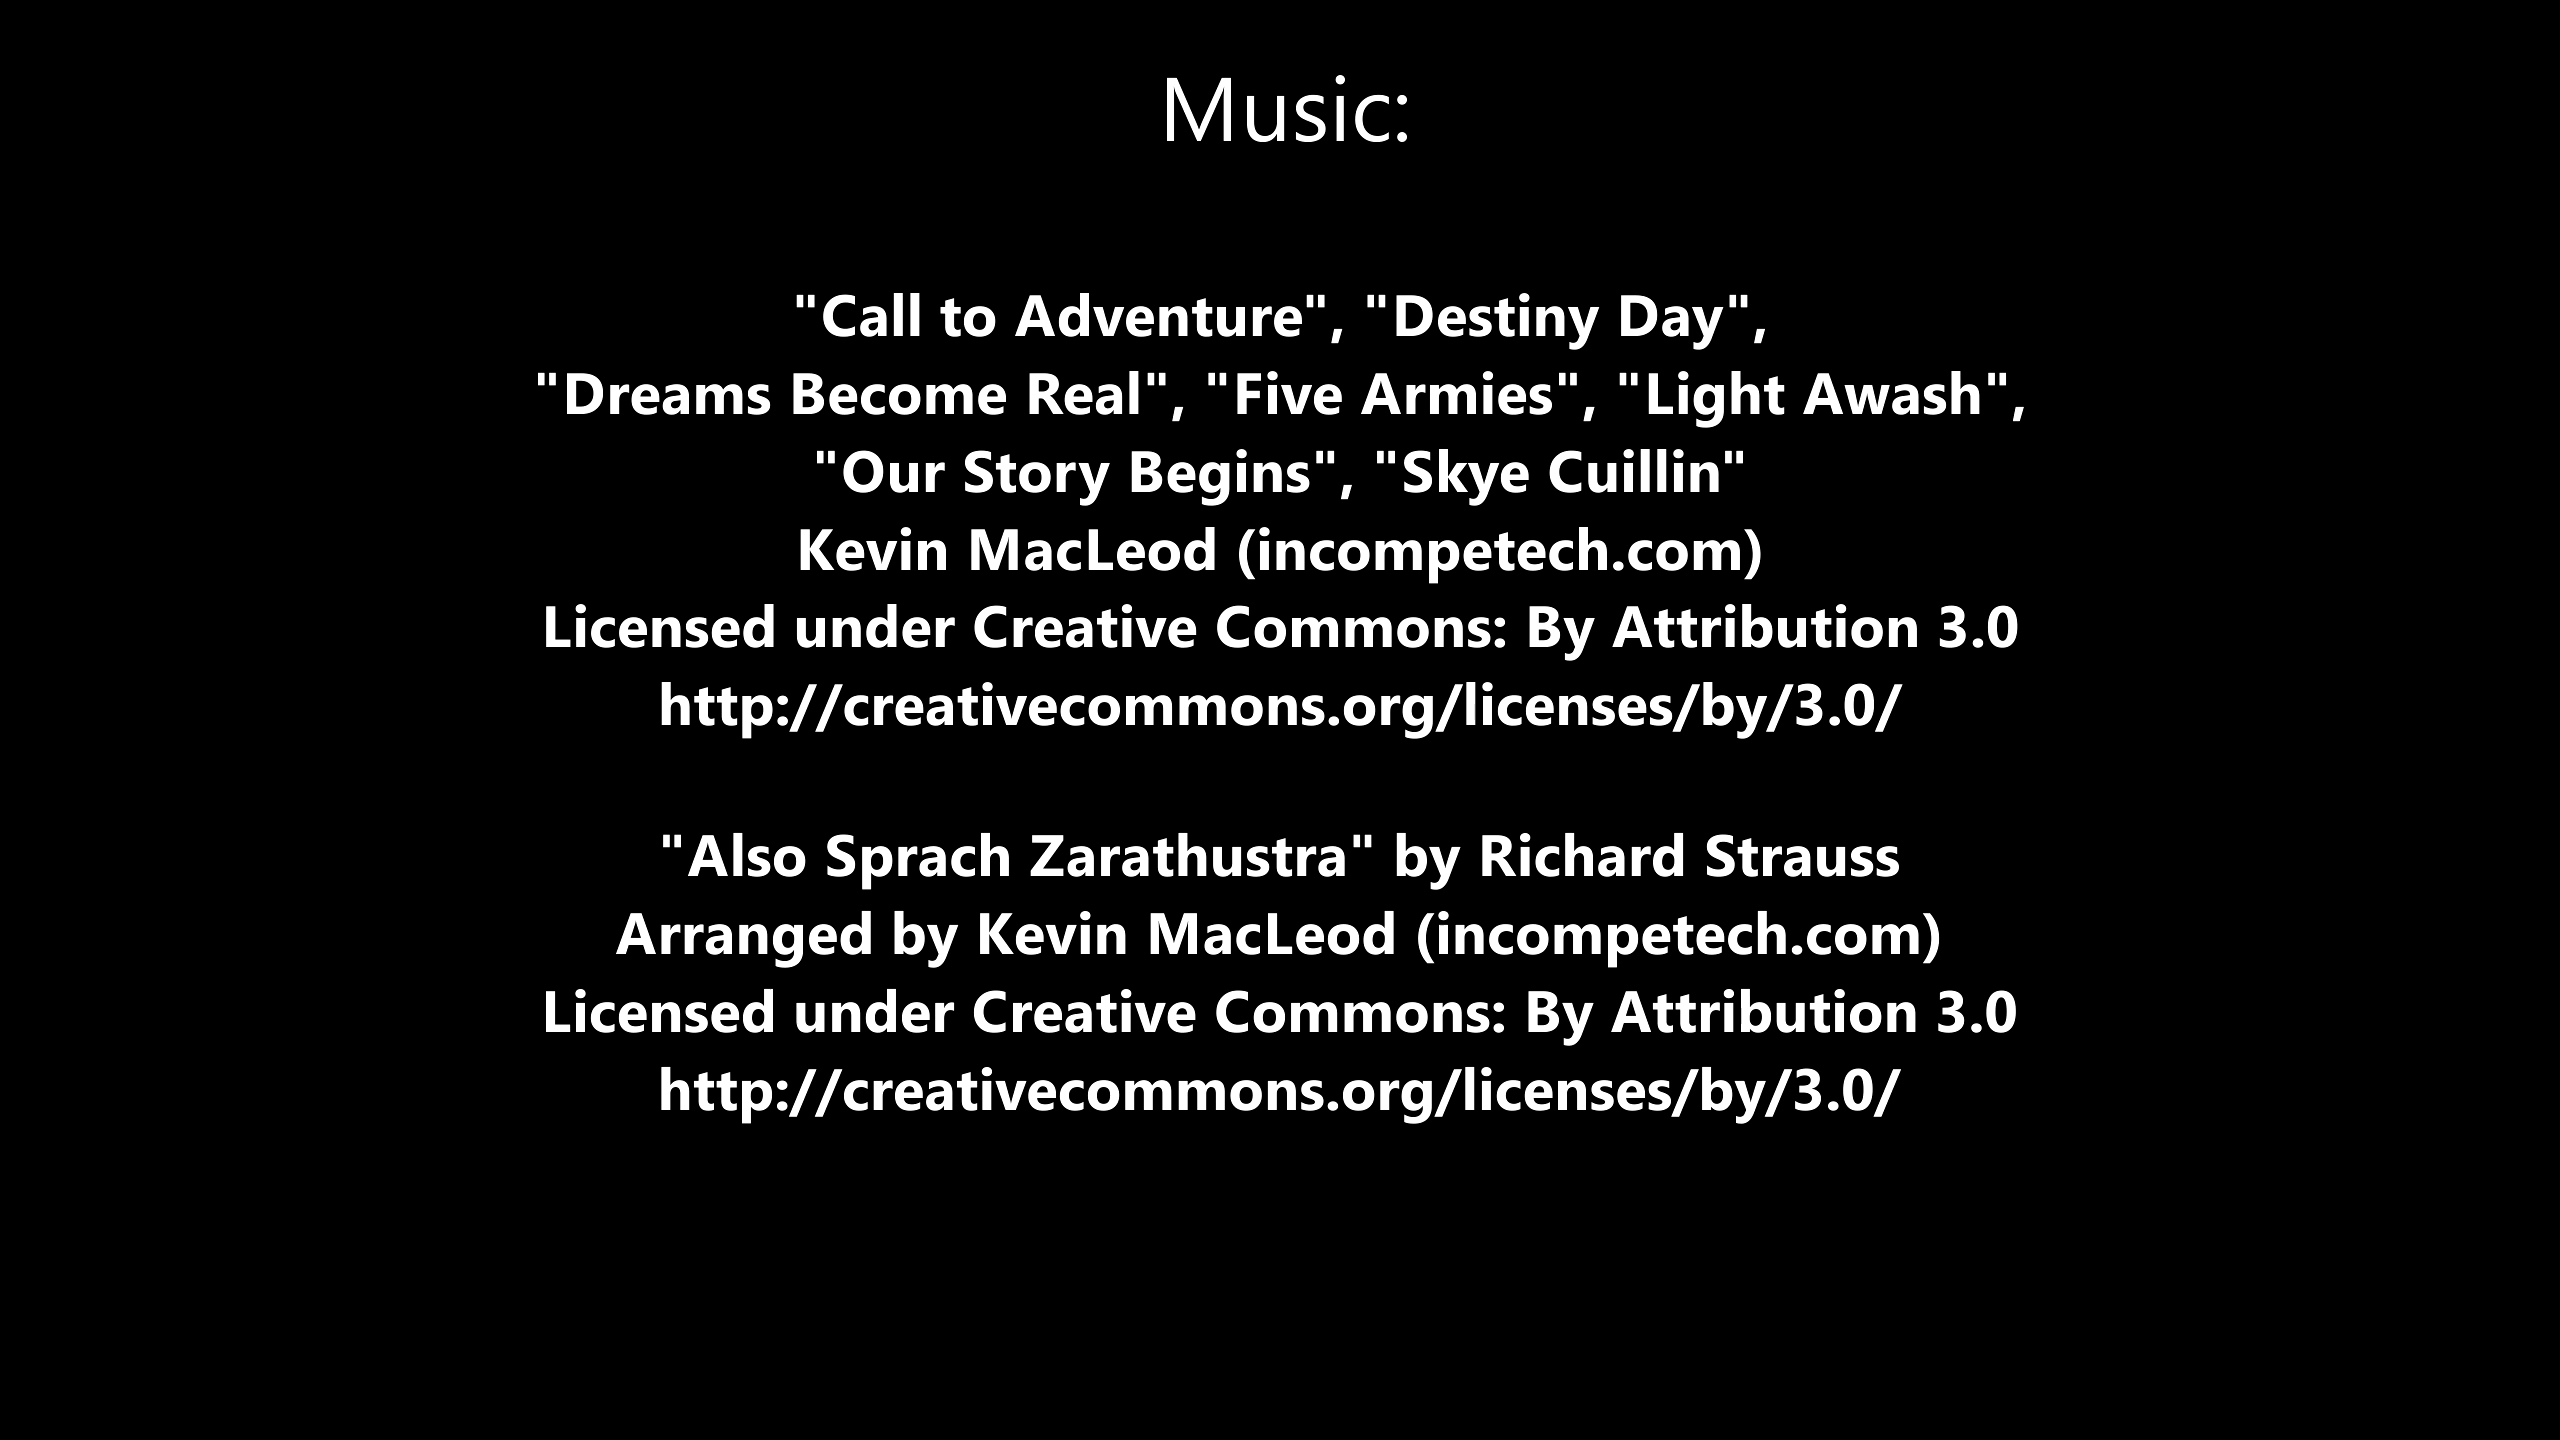 Music:
"Call to Adventure", "Destiny Day",
"Dreams Become Real", "Five Armies", "Light Awash",
"Our Story Begins", "Skye Cuillin"
Kevin MacLeod (incompetech.com)
Licensed under Creative Commons: By Attribution 3.0
http://creativecommons.org/licenses/by/3.0/
"Also Sprach Zarathustra" by Richard Strauss
Arranged by Kevin MacLeod (incompetech.com)
Licensed under Creative Commons: By Attribution 3.0
http://creativecommons.org/licenses/by/3.0/